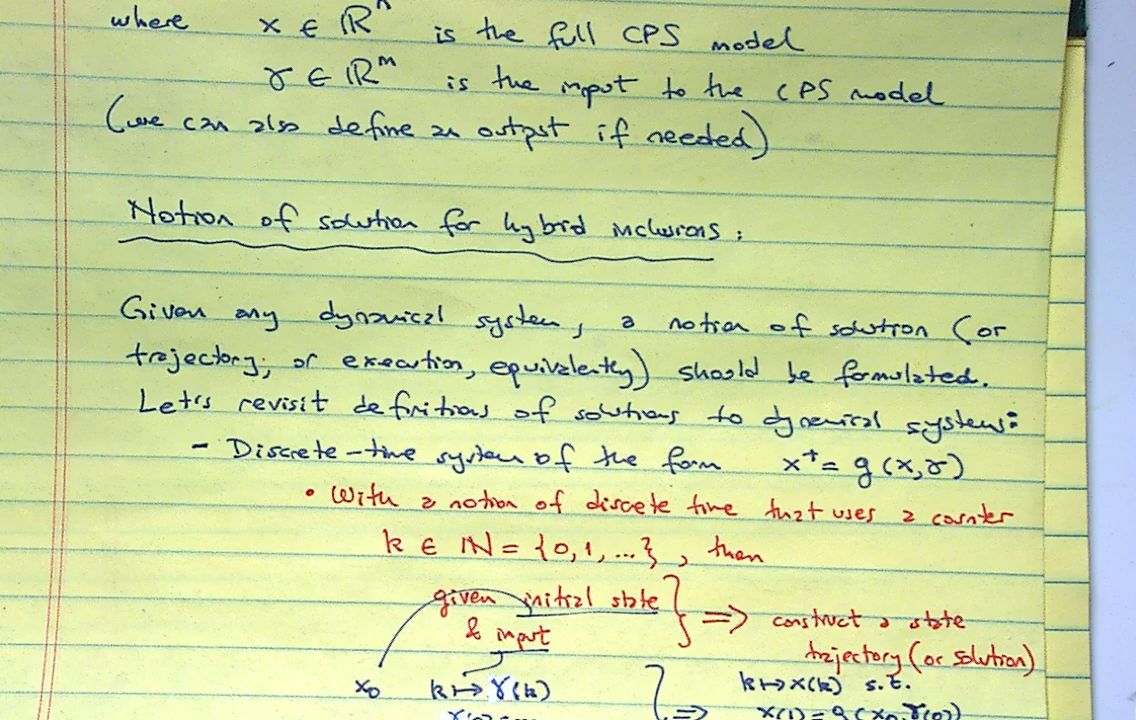 where x ∈ ℝⁿ is the full CPS model
γ ∈ ℝᵐ is the input to the CPS model
(we can also define an output if needed)
Notion of solution for hybrid inclusions:
Given any dynamical system, a notion of solution (or
trajectory, or execution, equivalently) should be formulated.
Let's revisit definitions of solutions to dynamical systems:
- Discrete-time system of the form x⁺ = g(x,γ)
• With a notion of discrete time that uses a counter
k ∈ ℕ = {0,1,...}, then
given initial state
& input } ⇒ construct a state
trajectory (or solution)
x₀ k ↦ γ(k) k ↦ x(k) s.t.
⇒ x(1) = g(x₀,γ(0))